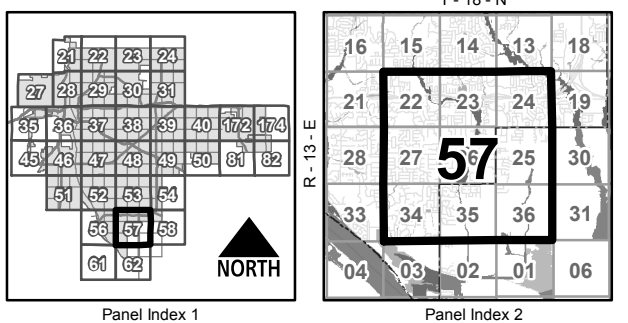 21 22 23 24
27 28 29 30 31
35 36 37 38 39 40 172 174
45 46 47 48 49 50 81 82
51 52 53 54
56 57 58
61 62
NORTH
Panel Index 1
T - 18 - N
R - 13 - E
16 15 14 13 18
21 22 23 24 19
28 27 26 25 30
57
33 34 35 36 31
04 03 02 01 06
Panel Index 2